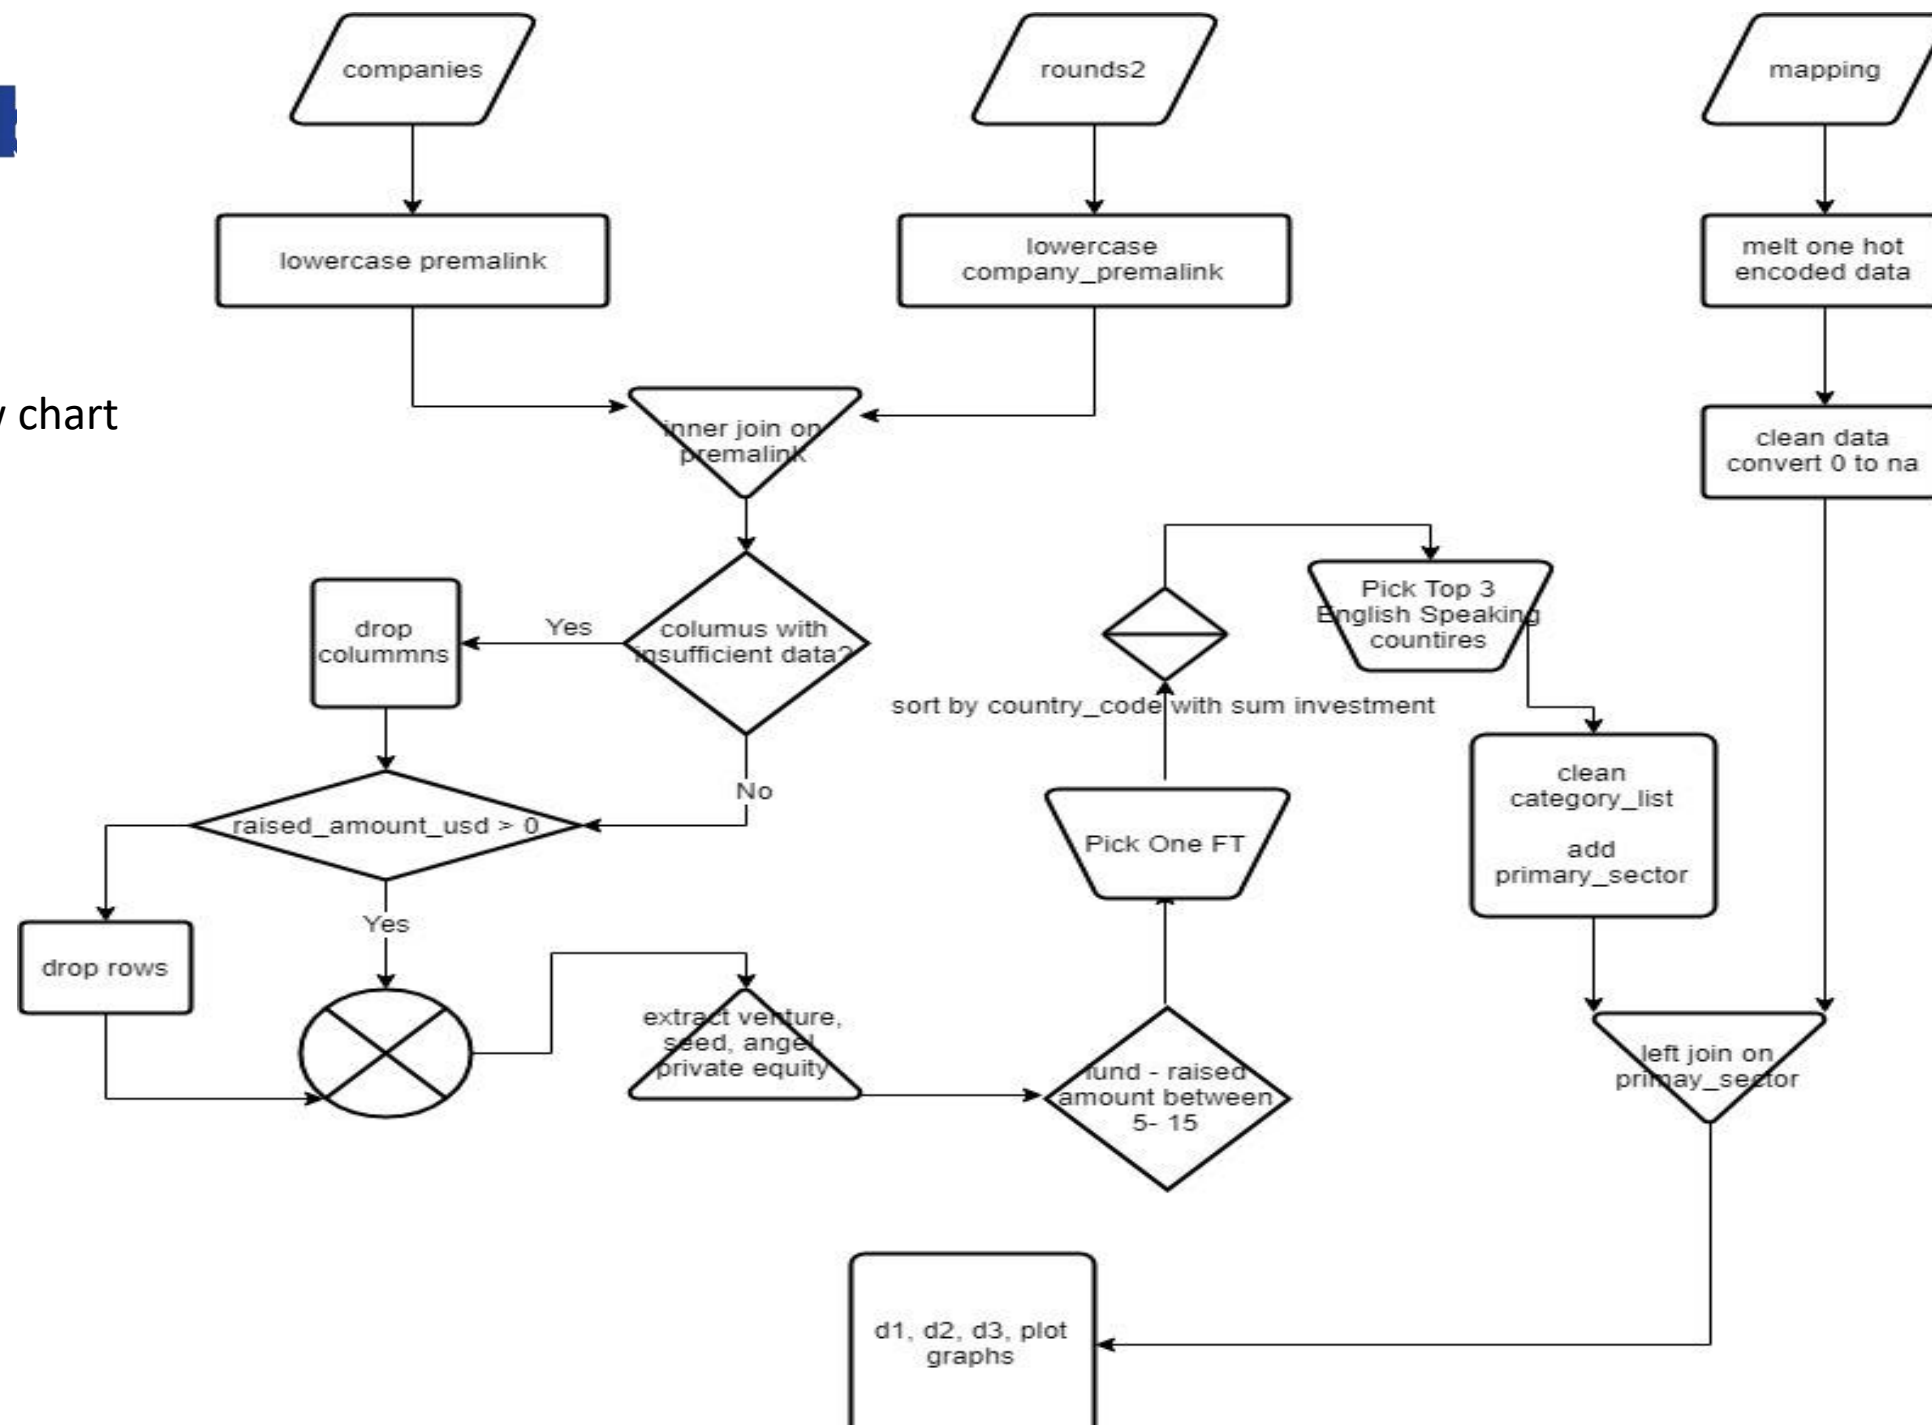 companies
rounds2
mapping
lowercase premalink
lowercase
company_premalink
melt one hot
encoded data
chart
inner join on
premalink
clean data
convert 0 to na
drop
colummns
Yes
columus with
insufficient data?
Pick Top 3
English Speaking
countires
sort by country_code with sum investment
No
clean
category_list
add
primary_sector
raised_amount_usd > 0
Pick One FT
Yes
drop rows
extract venture,
seed, angel,
private equity
fund - raised
amount between
5- 15
left join on
primay_sector
d1, d2, d3, plot
graphs